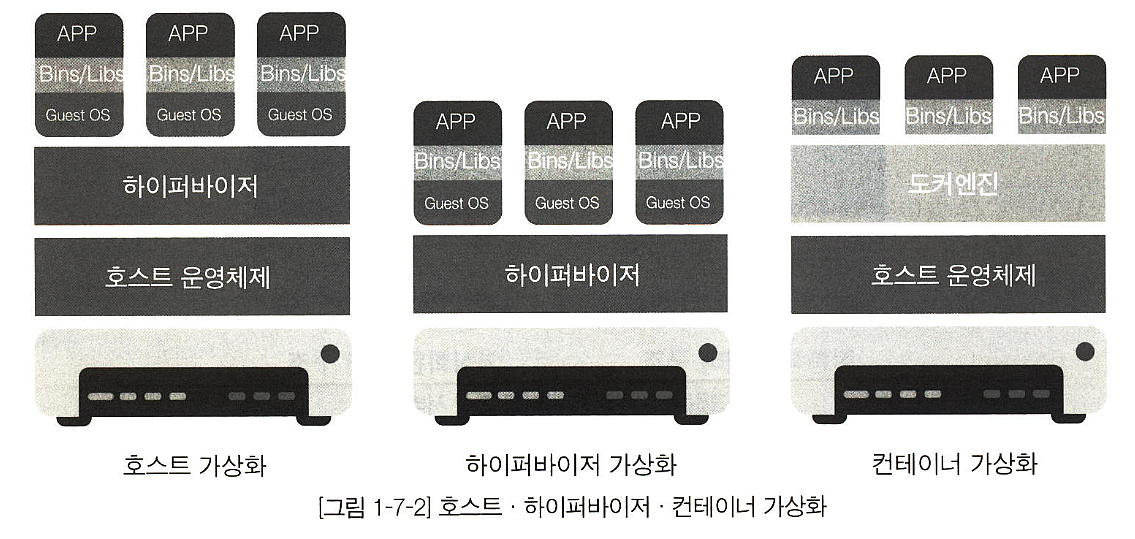 APP APP APP
Bins/Libs Bins/Libs Bins/Libs
Guest OS Guest OS Guest OS
하이퍼바이저
호스트 운영체제
호스트 가상화
APP APP APP
Bins/Libs Bins/Libs Bins/Libs
Guest OS Guest OS Guest OS
하이퍼바이저
하이퍼바이저 가상화
APP APP APP
Bins/Libs Bins/Libs Bins/Libs
도커엔진
호스트 운영체제
컨테이너 가상화
[그림 1-7-2] 호스트 · 하이퍼바이저 · 컨테이너 가상화